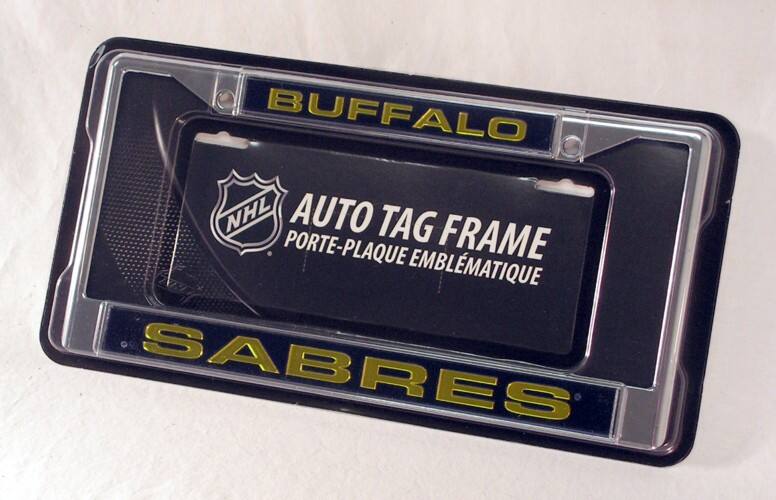 BUFFALO
NHL
AUTO TAG FRAME
PORTE-PLAQUE EMBLÉMATIQUE
SABRES